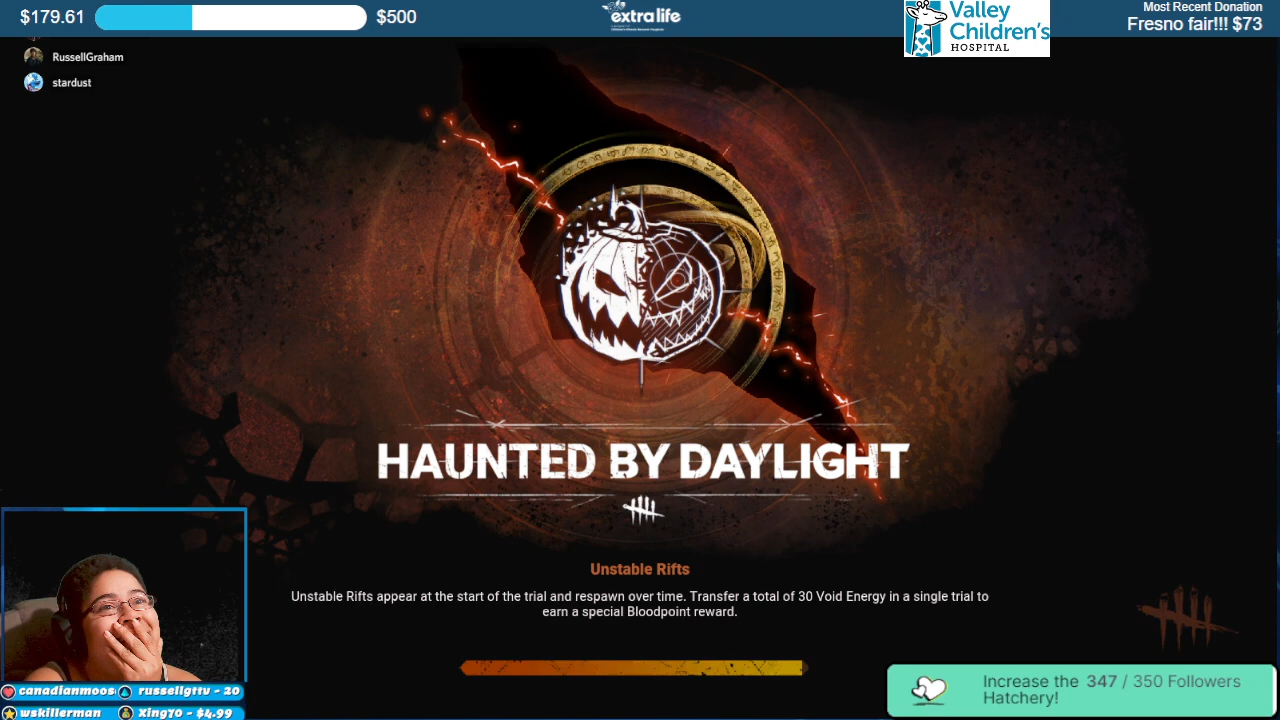 $179.61
$500
extralife
Valley
Children's
HOSPITAL
Most Recent Donation
Fresno fair!!! $73
RussellGraham
stardust
HAUNTED BY DAYLIGHT
Unstable Rifts
Unstable Rifts appear at the start of the trial and respawn over time. Transfer a total of 30 Void Energy in a single trial to
earn a special Bloodpoint reward.
canadianmoos
russellgttv - 20
wskillerman
Xing70 - $4.99
Increase the 347 / 350 Followers
Hatchery!